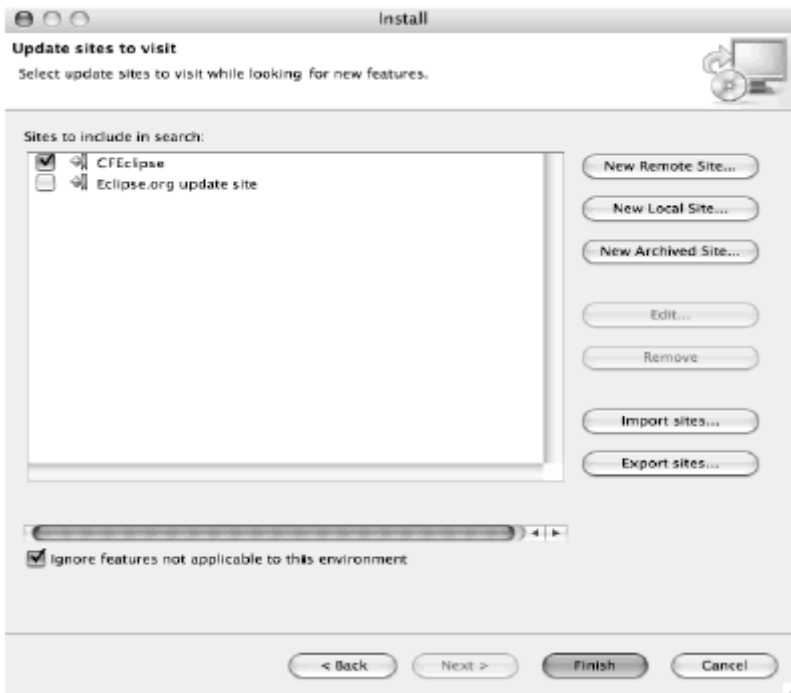 Install
Update sites to visit
Select update sites to visit while looking for new features.
Sites to include in search:
CFEclipse
Eclipse.org update site
New Remote Site...
New Local Site...
New Archived Site...
Edit...
Remove
Import sites...
Export sites...
Ignore features not applicable to this environment
< Back
Next >
Finish
Cancel